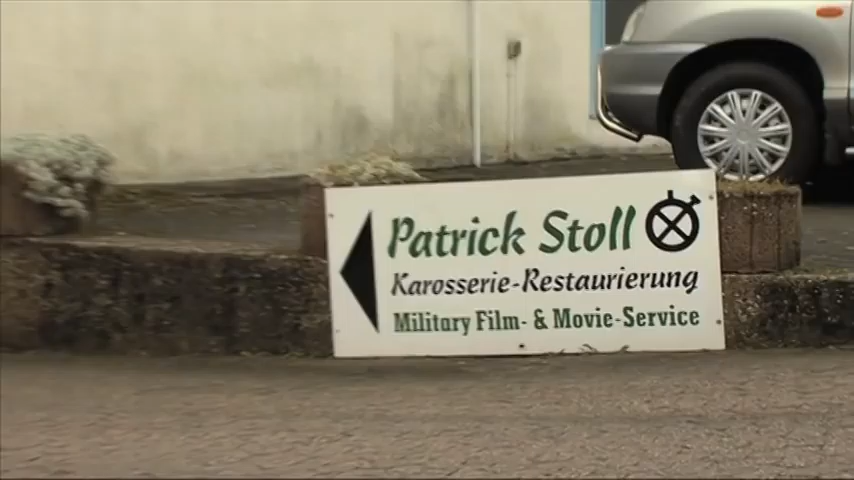 Patrick Stoll
Karosserie-Restaurierung
Military Film- & Movie-Service